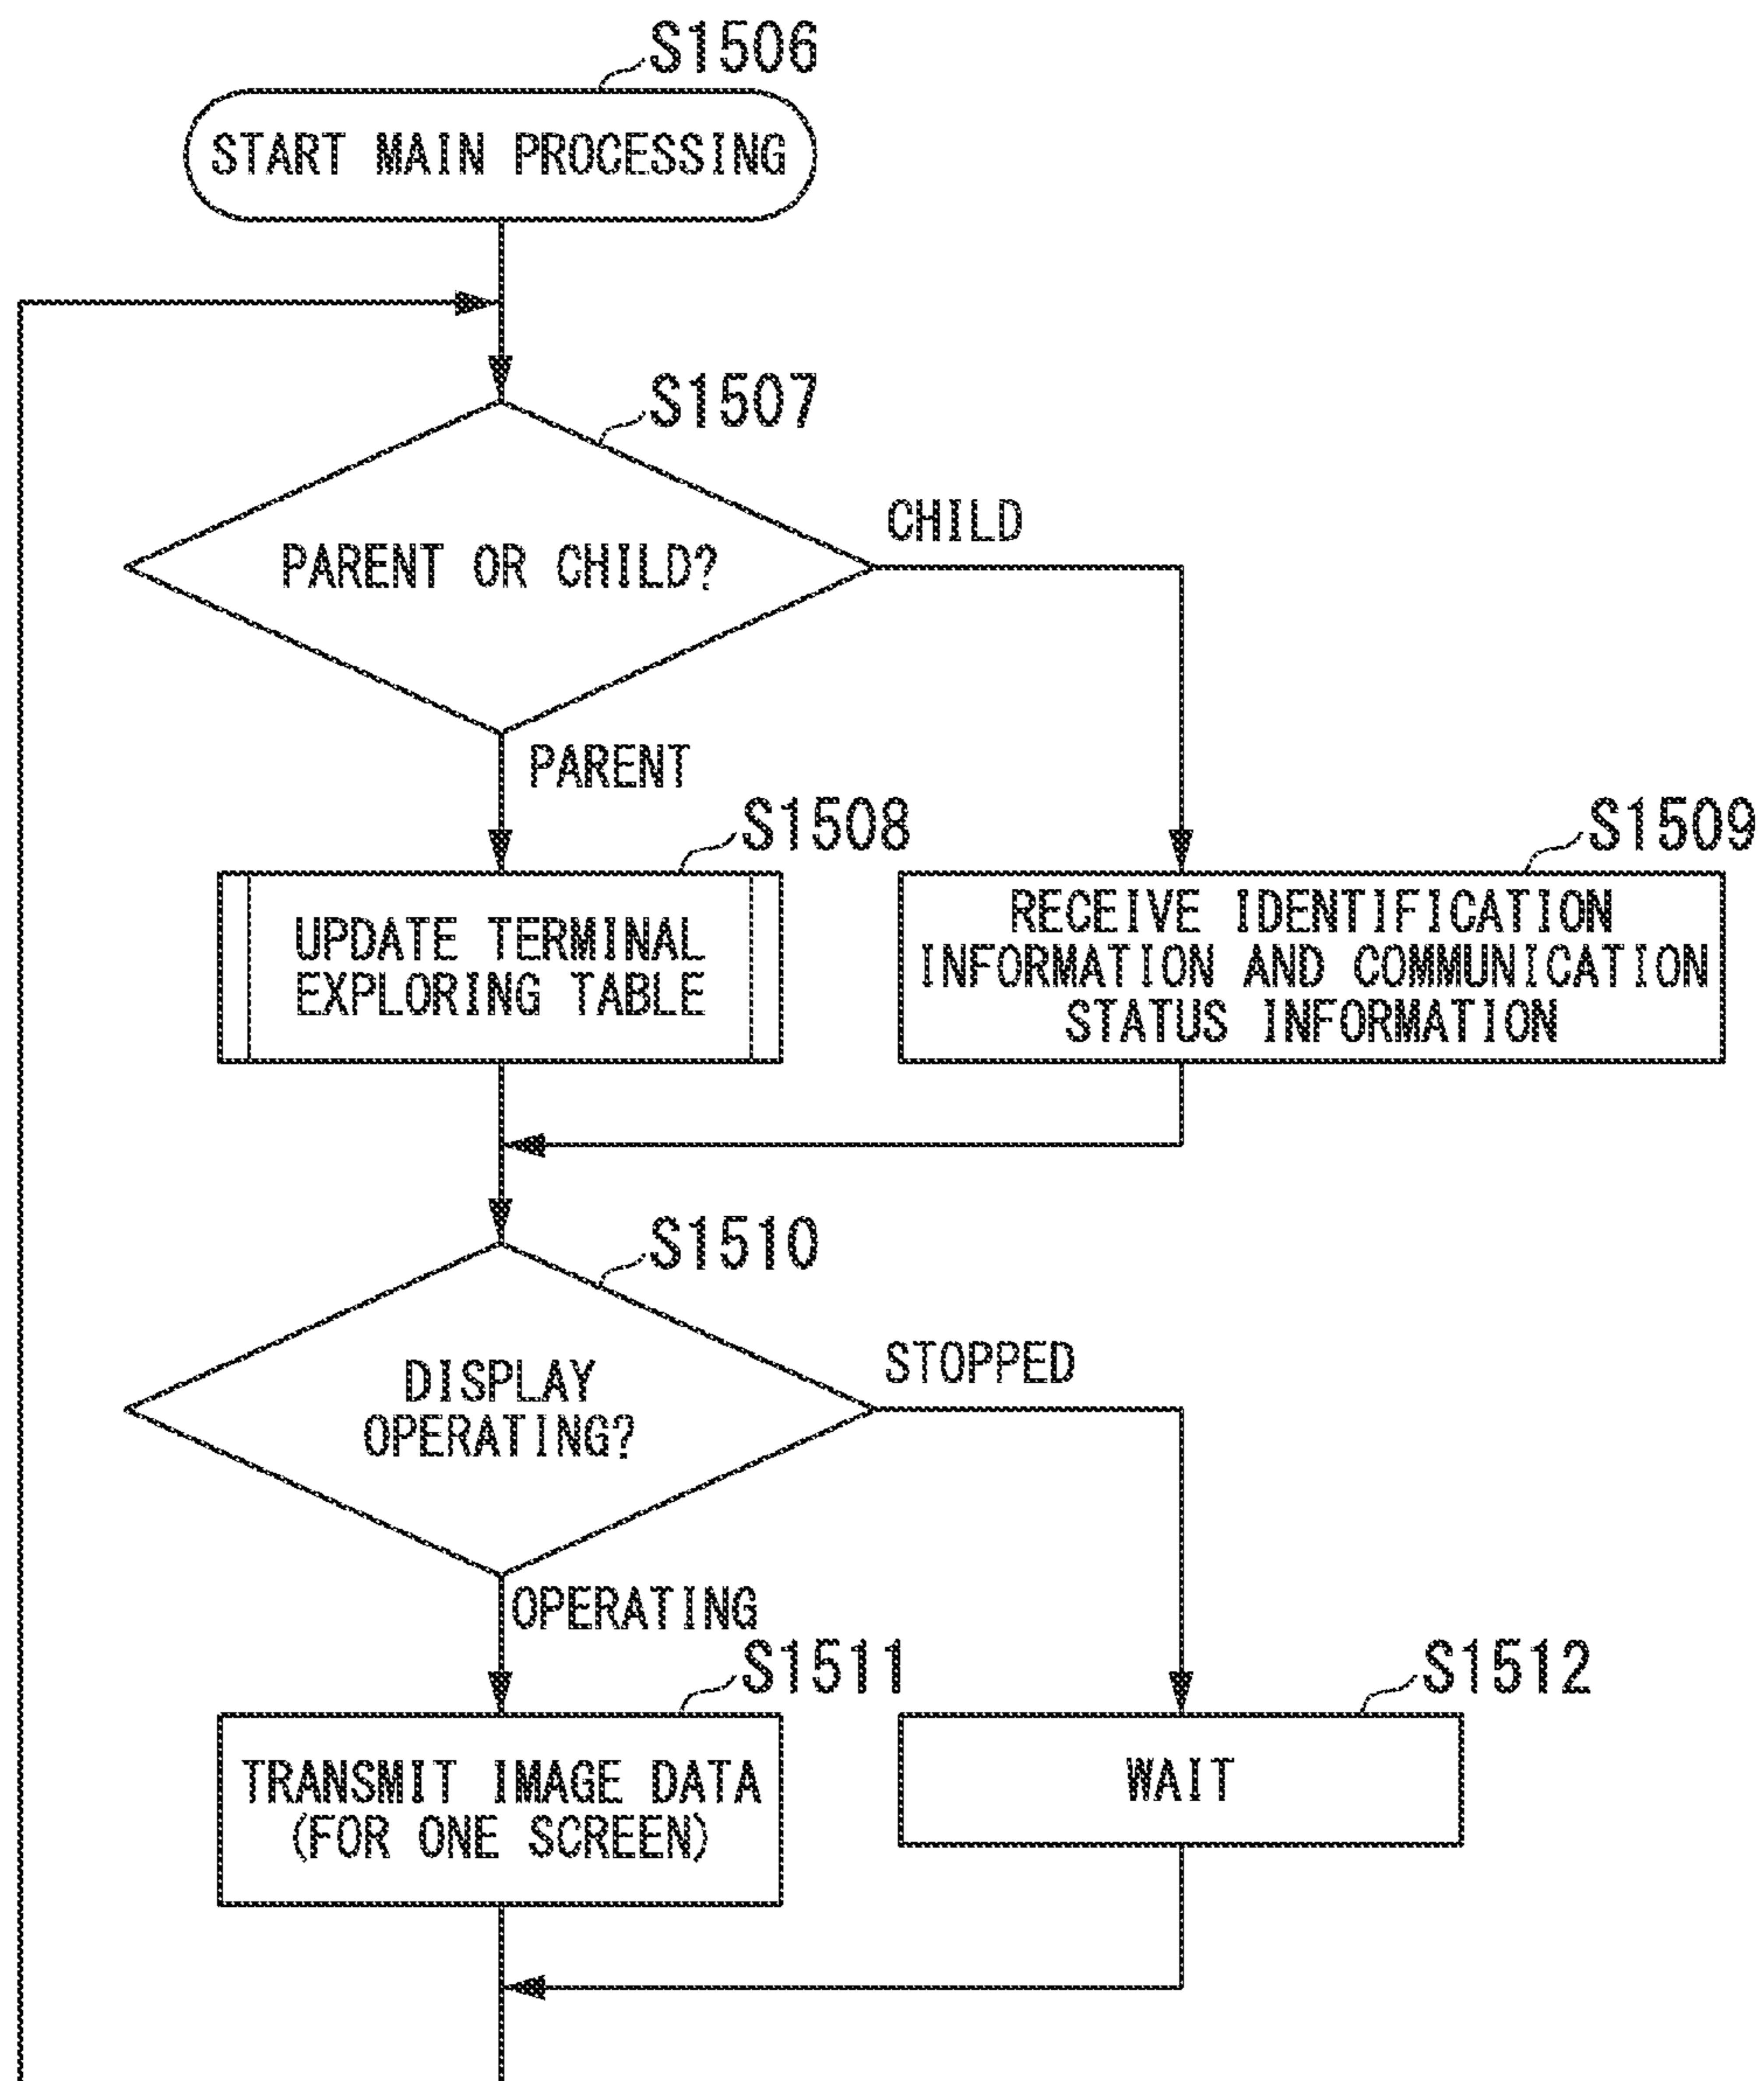 S1506
START MAIN PROCESSING
S1507
PARENT OR CHILD?
CHILD
PARENT
S1508
UPDATE TERMINAL
EXPLORING TABLE
S1509
RECEIVE IDENTIFICATION
INFORMATION AND COMMUNICATION
STATUS INFORMATION
S1510
DISPLAY
OPERATING?
STOPPED
OPERATING
S1511
TRANSMIT IMAGE DATA
(FOR ONE SCREEN)
S1512
WAIT